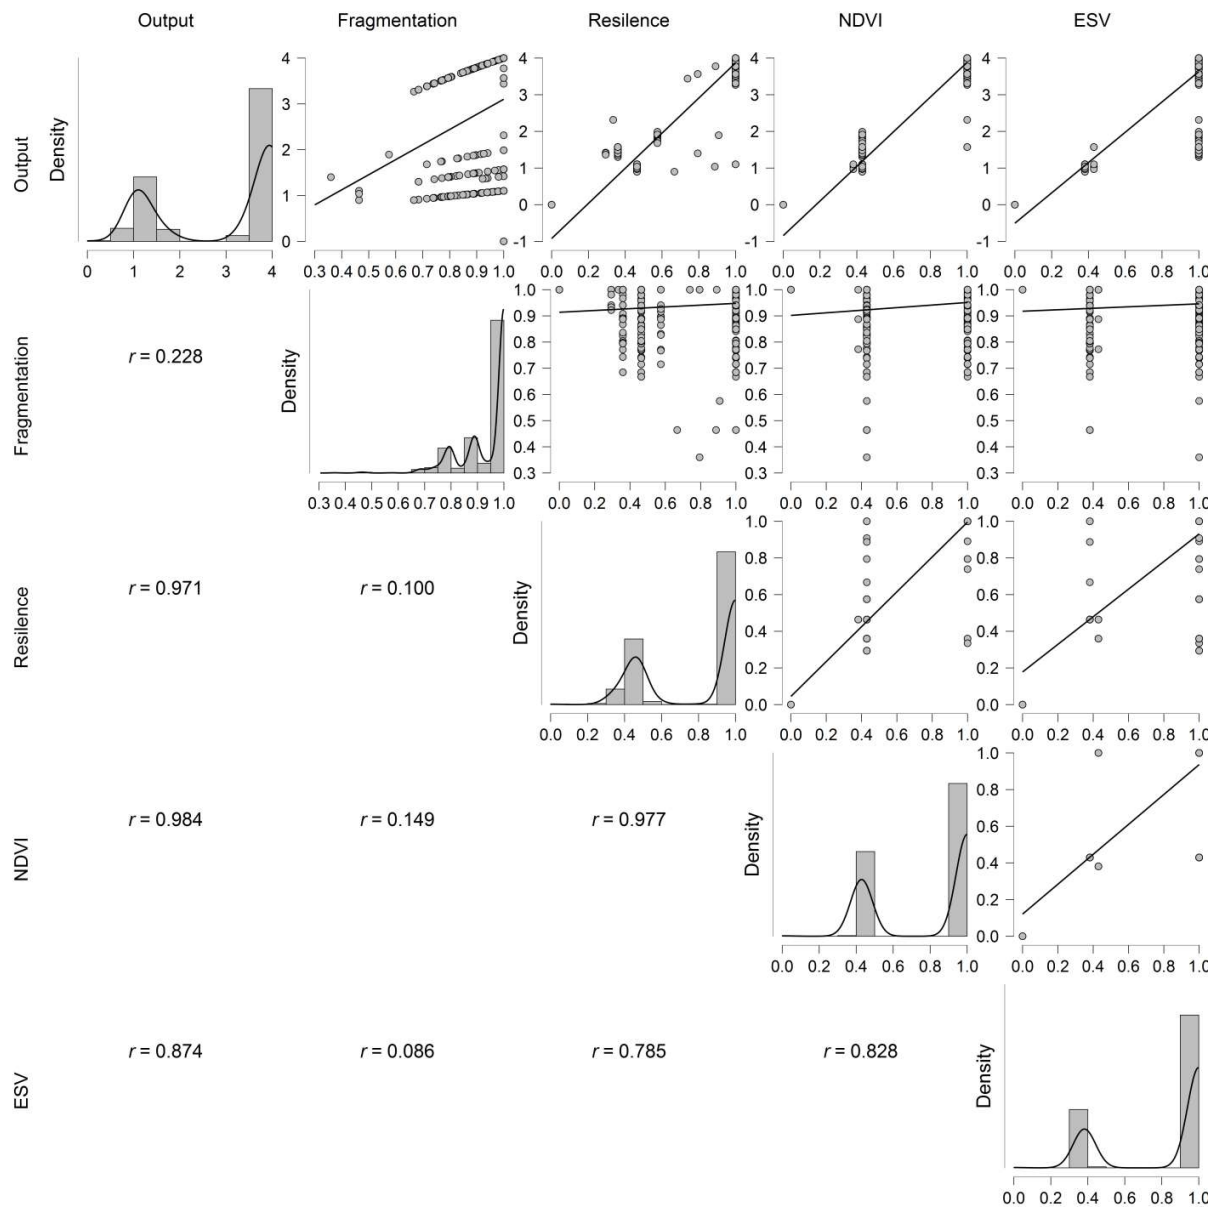 Output Fragmentation Resilence NDVI ESV
Output
Density
0 1 2 3 4
4
3
2
1
0
0.3 0.4 0.5 0.6 0.7 0.8 0.9 1.0
4
3
2
1
0
-1
0.0 0.2 0.4 0.6 0.8 1.0
4
3
2
1
0
-1
0.0 0.2 0.4 0.6 0.8 1.0
4
3
2
1
0
-1
0.0 0.2 0.4 0.6 0.8 1.0
Fragmentation
r = 0.228
Density
0.3 0.4 0.5 0.6 0.7 0.8 0.9 1.0
1.0
0.9
0.8
0.7
0.6
0.5
0.4
0.3
0.0 0.2 0.4 0.6 0.8 1.0
1.0
0.9
0.8
0.7
0.6
0.5
0.4
0.3
0.0 0.2 0.4 0.6 0.8 1.0
1.0
0.9
0.8
0.7
0.6
0.5
0.4
0.3
0.0 0.2 0.4 0.6 0.8 1.0
Resilence
r = 0.971
r = 0.100
Density
0.0 0.2 0.4 0.6 0.8 1.0
1.0
0.8
0.6
0.4
0.2
0.0
0.0 0.2 0.4 0.6 0.8 1.0
1.0
0.8
0.6
0.4
0.2
0.0
0.0 0.2 0.4 0.6 0.8 1.0
NDVI
r = 0.984
r = 0.149
r = 0.977
Density
0.0 0.2 0.4 0.6 0.8 1.0
1.0
0.8
0.6
0.4
0.2
0.0
0.0 0.2 0.4 0.6 0.8 1.0
ESV
r = 0.874
r = 0.086
r = 0.785
r = 0.828
Density
0.0 0.2 0.4 0.6 0.8 1.0